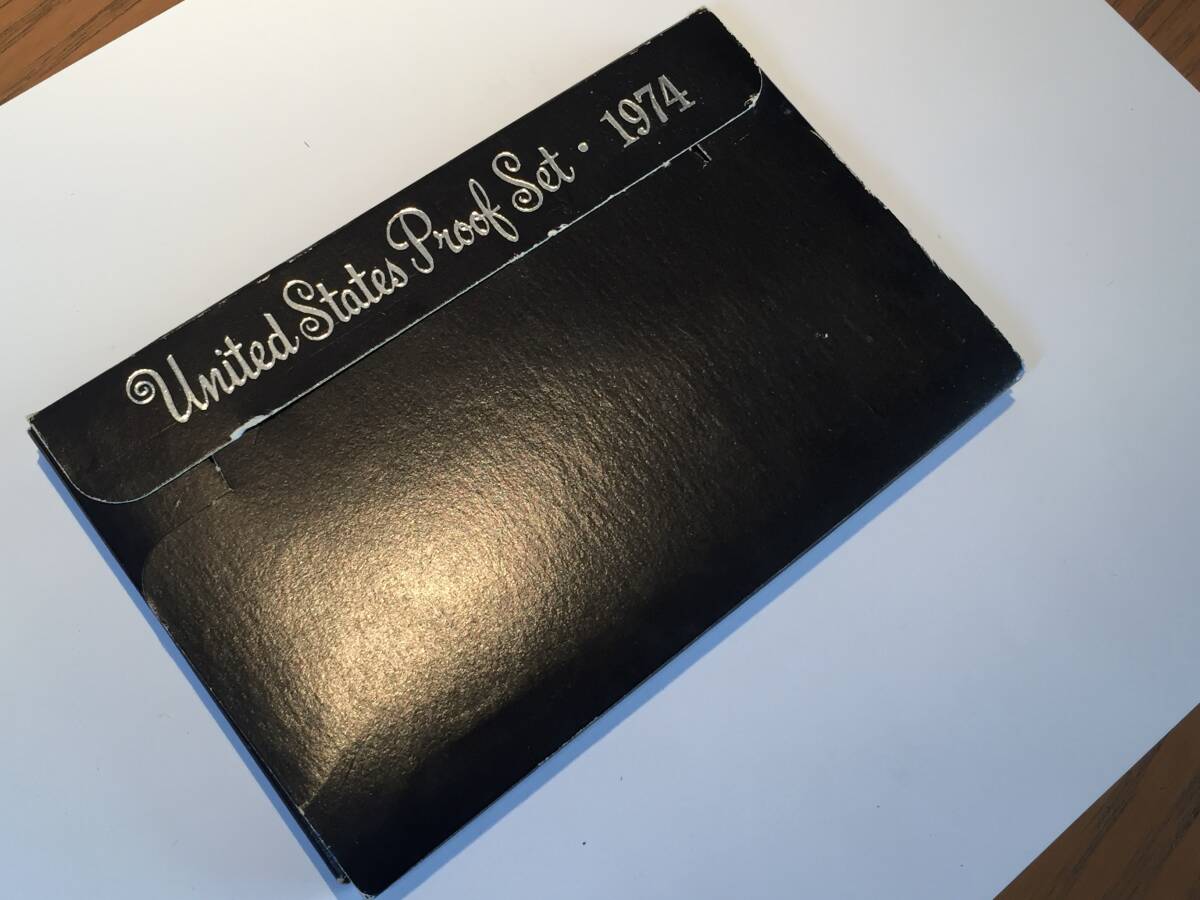 United States Proof Set · 1974